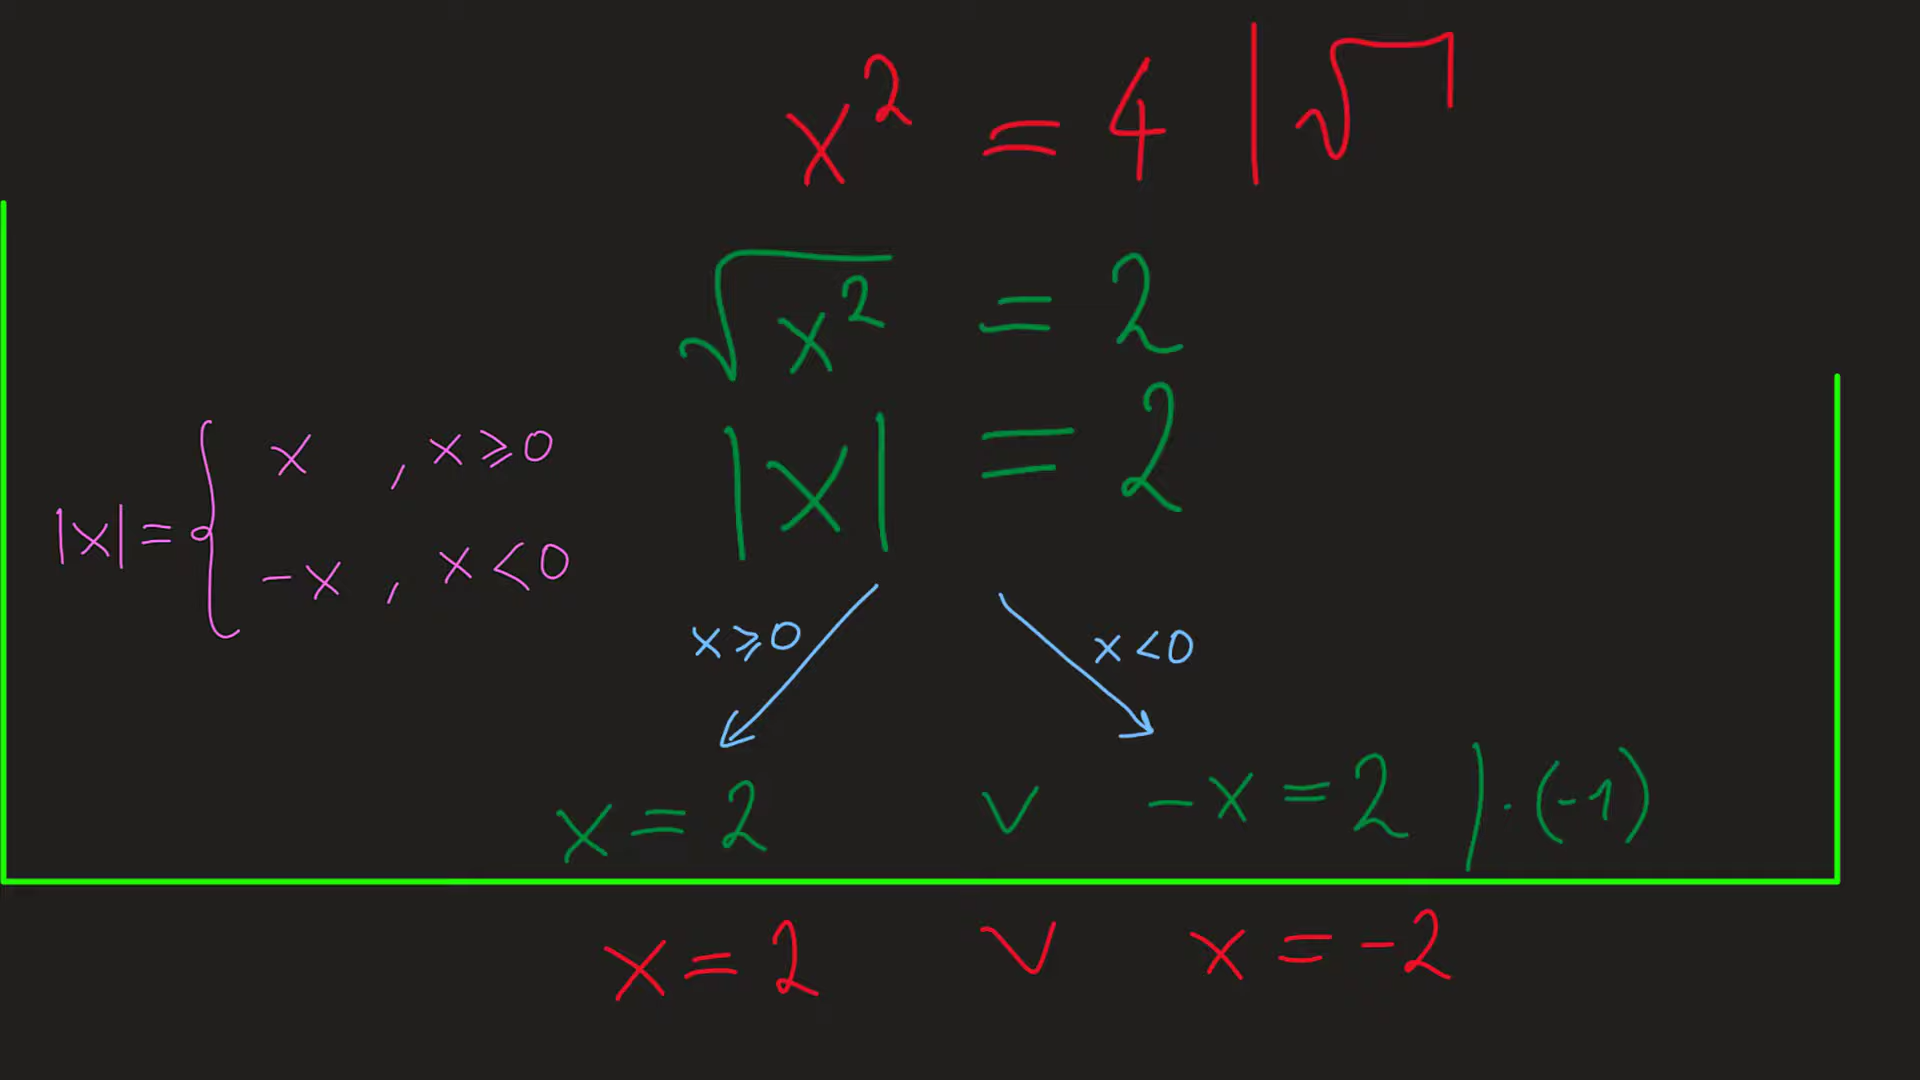 x² = 4 | √
√x² = 2
|x| = 2
|x| = { x , x ⩾ 0
-x , x < 0
x ⩾ 0 x < 0
x = 2 v -x = 2 | · (-1)
x = 2 v x = -2